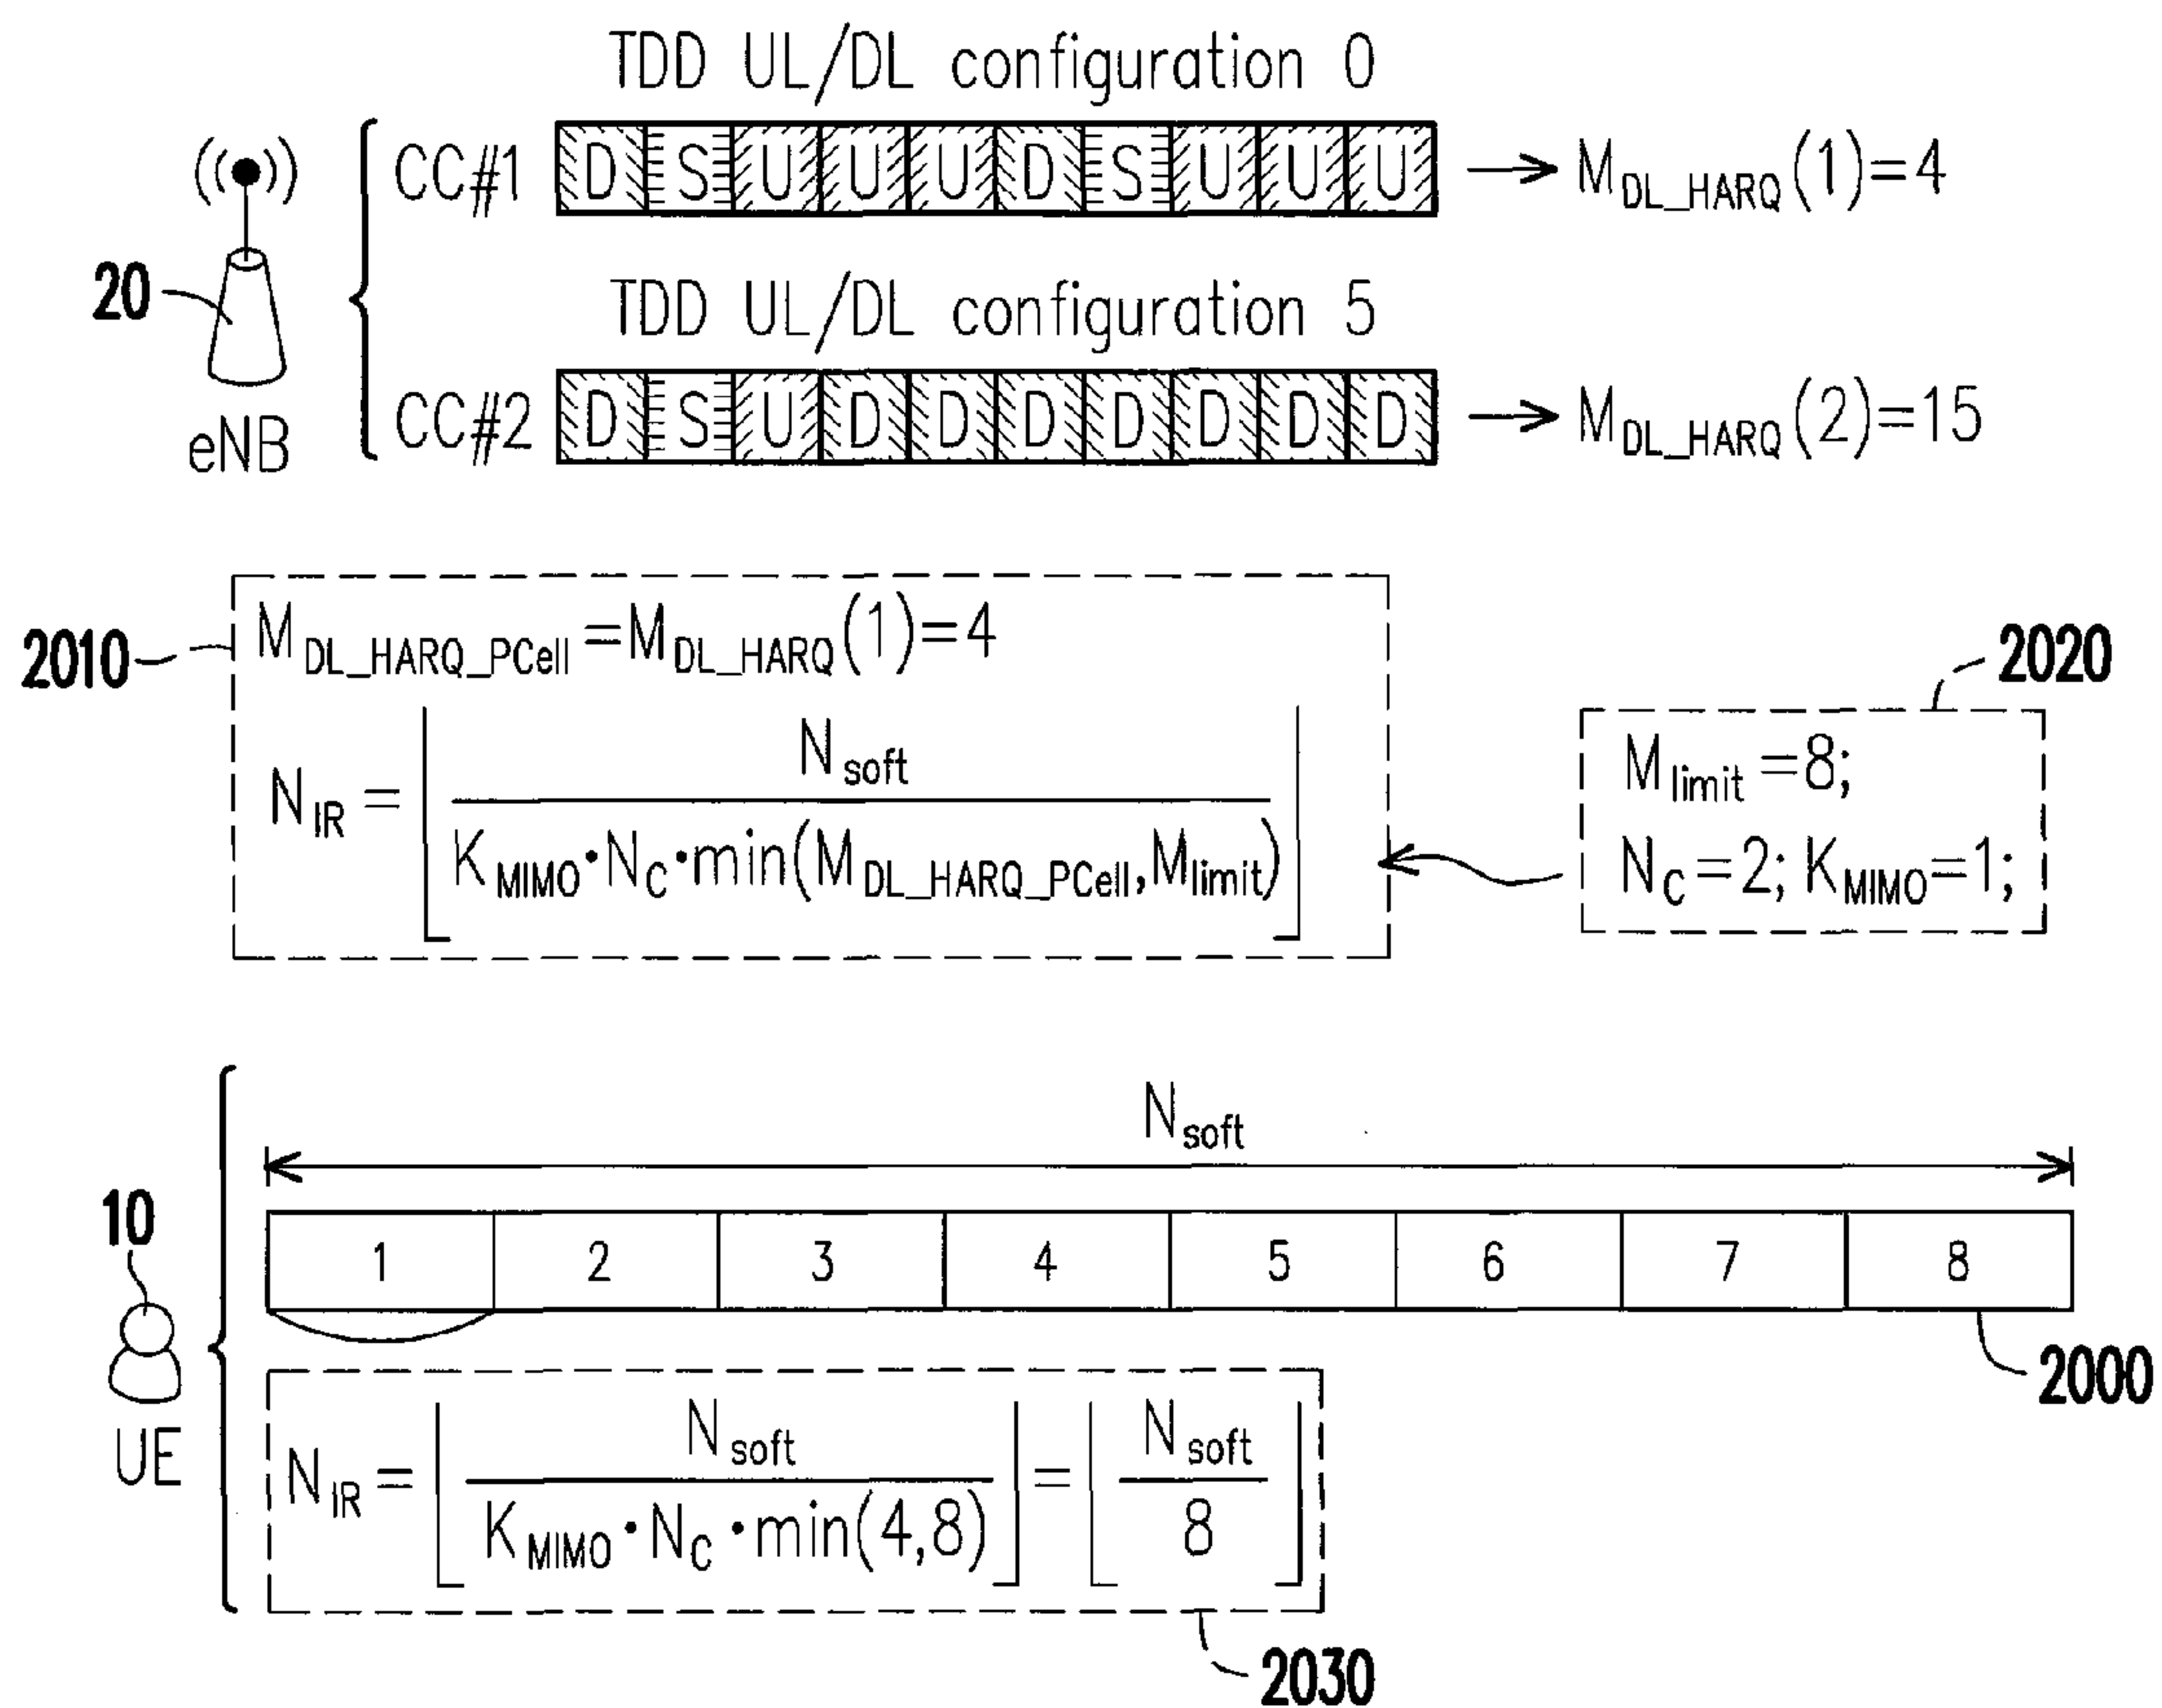 TDD UL/DL configuration 0
CC#1 D S U U U D S U U U → M_DL_HARQ(1)=4
20
TDD UL/DL configuration 5
CC#2 D S U D D D D D D D → M_DL_HARQ(2)=15
eNB
2010
M_DL_HARQ_PCell=M_DL_HARQ(1)=4
N_IR = ⌊ N_soft / K_MIMO·N_C·min(M_DL_HARQ_PCell,M_limit) ⌋
2020
M_limit=8;
N_C=2; K_MIMO=1;
N_soft
10
1 2 3 4 5 6 7 8
2000
UE
N_IR = ⌊ N_soft / K_MIMO·N_C·min(4,8) ⌋ = ⌊ N_soft / 8 ⌋
2030